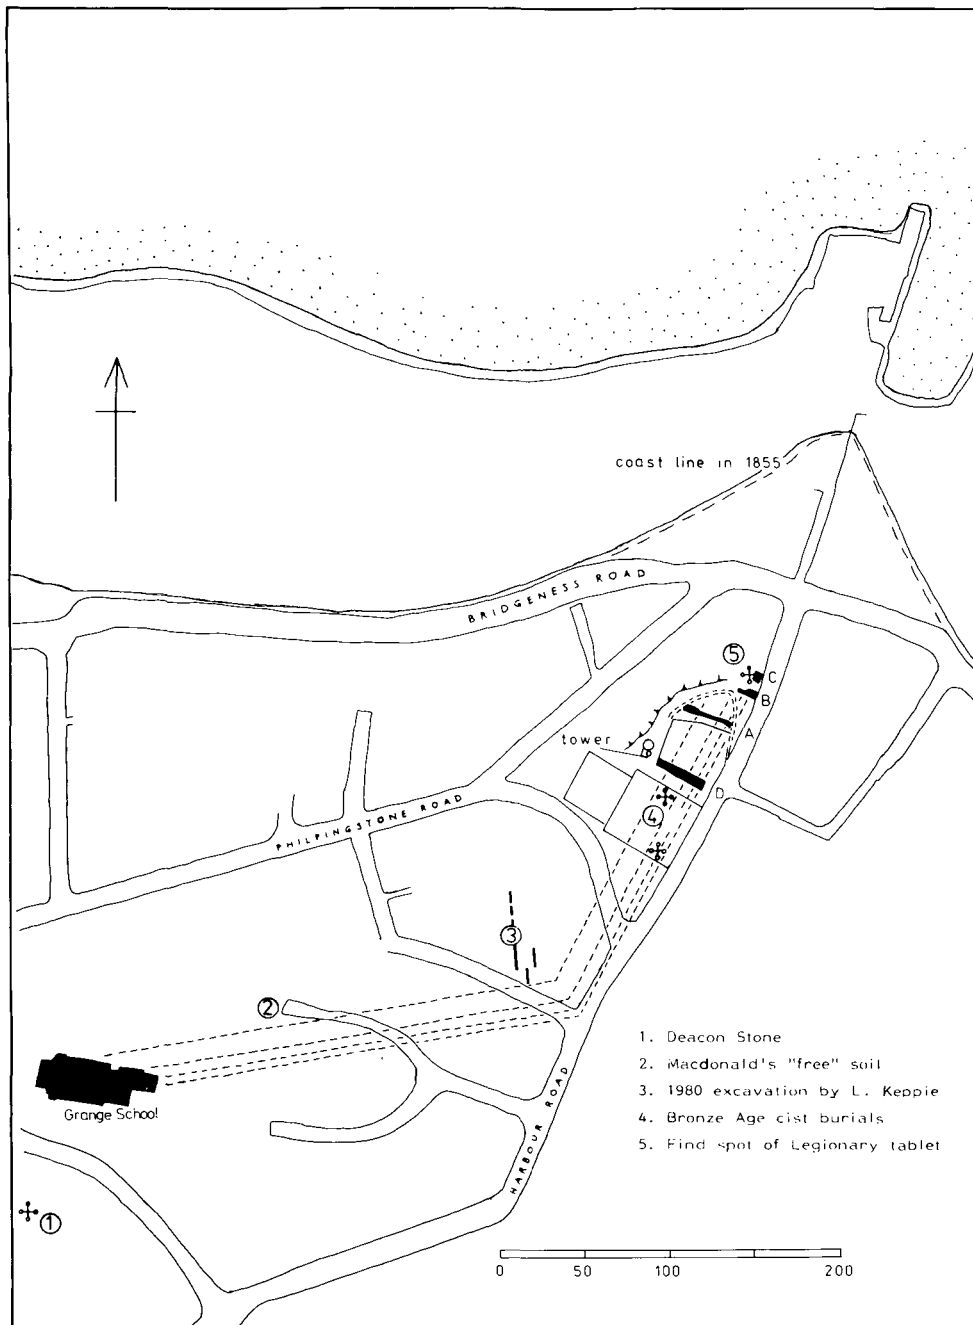 coast line in 1855
BRIDGENESS ROAD
5
C
B
A
tower
D
4
PHILPINGSTONE ROAD
3
2
Grange School
1
HARBOUR ROAD
1. Deacon Stone
2. Macdonald's "free" soil
3. 1980 excavation by L. Keppie
4. Bronze Age cist burials
5. Find spot of Legionary tablet
0 50 100 200